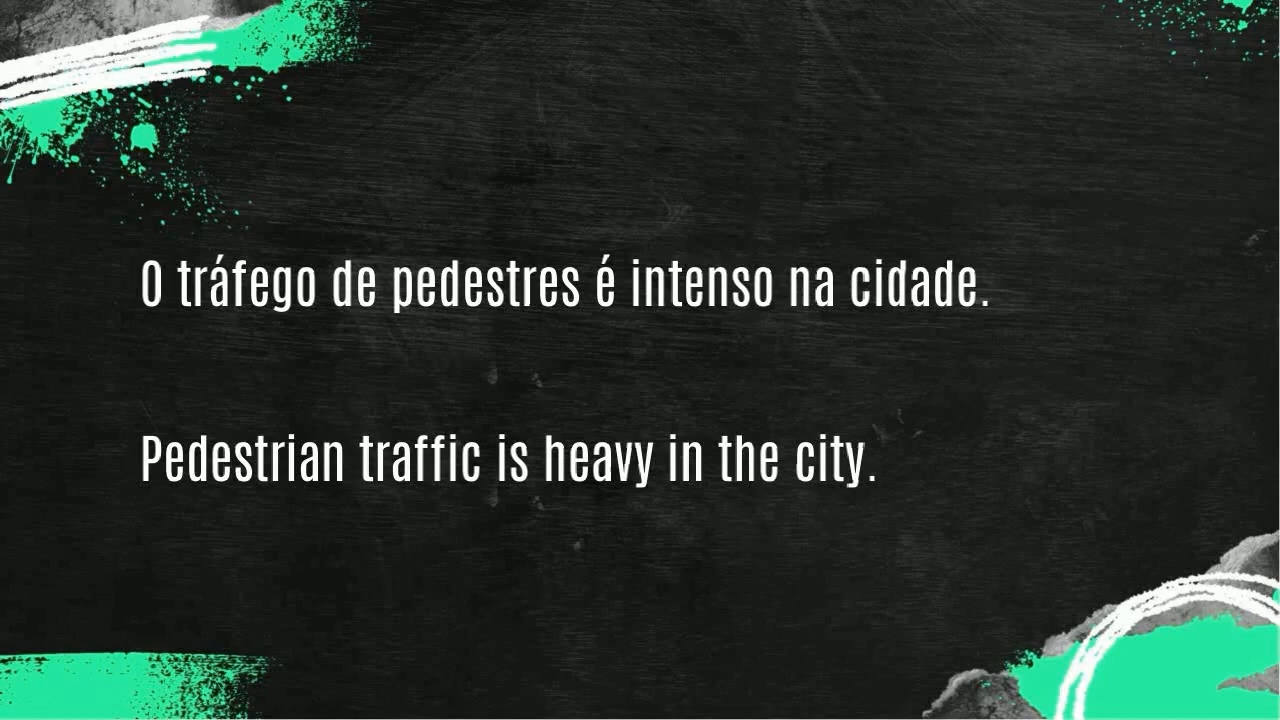 O tráfego de pedestres é intenso na cidade.
Pedestrian traffic is heavy in the city.